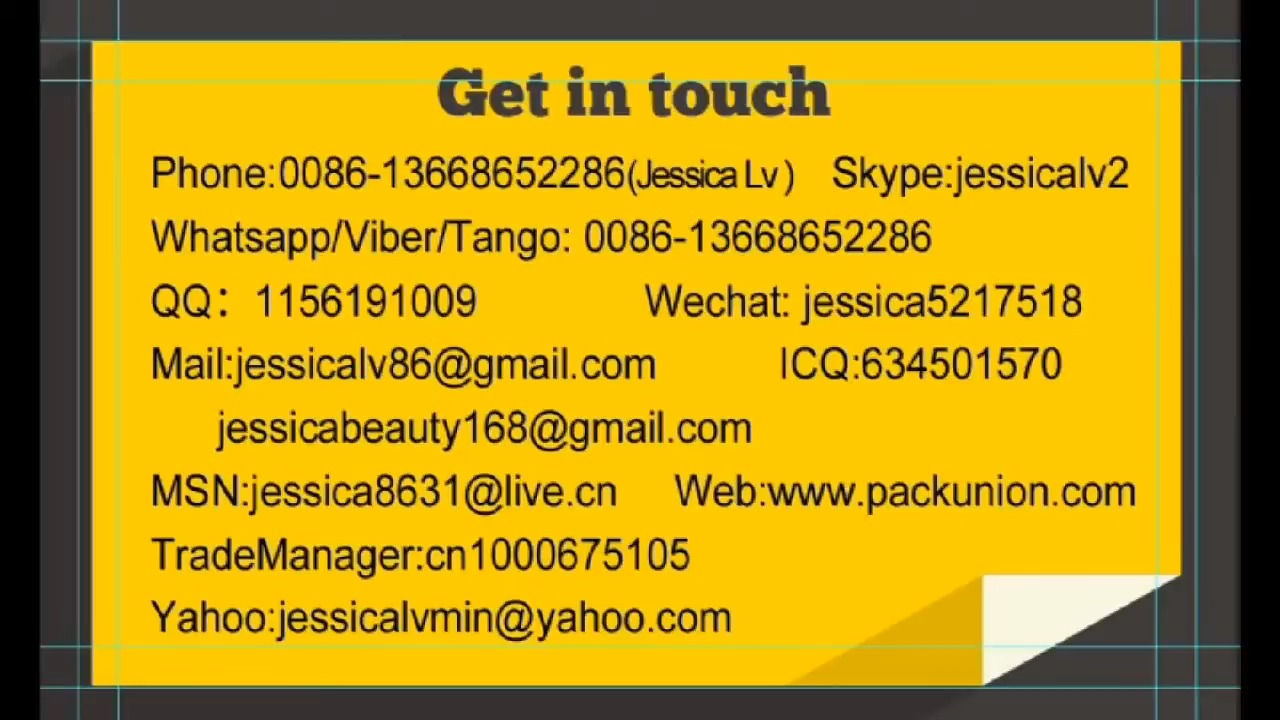 Get in touch
Phone:0086-13668652286(Jessica Lv ) Skype:jessicalv2
Whatsapp/Viber/Tango: 0086-13668652286
QQ：1156191009 Wechat: jessica5217518
Mail:jessicalv86@gmail.com ICQ:634501570
jessicabeauty168@gmail.com
MSN:jessica8631@live.cn Web:www.packunion.com
TradeManager:cn1000675105
Yahoo:jessicalvmin@yahoo.com